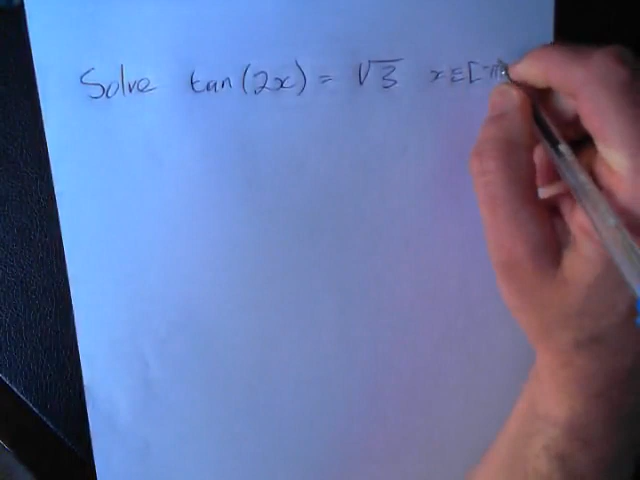 Solve tan(2x) = √3 x∈[-π